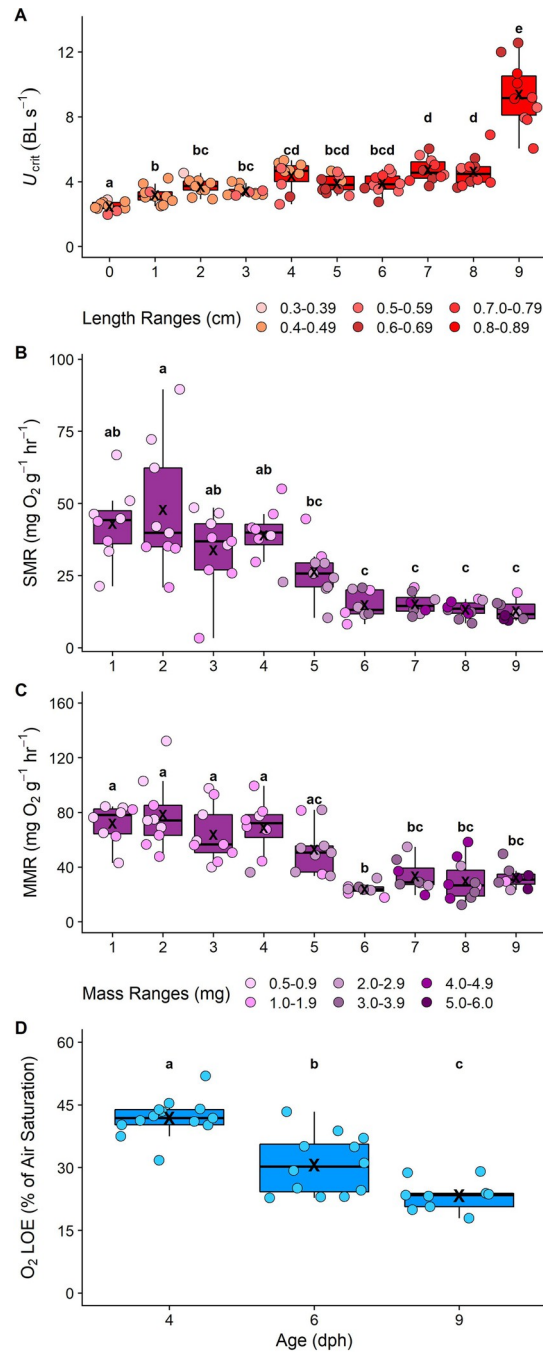 A
U_crit (BL s⁻¹)
12
8
4
0
a
b
bc
bc
cd
bcd
bcd
d
d
e
0 1 2 3 4 5 6 7 8 9
Length Ranges (cm)
0.3-0.39
0.5-0.59
0.7.0-0.79
0.4-0.49
0.6-0.69
0.8-0.89
B
SMR (mg O₂ g⁻¹ hr⁻¹)
100
75
50
25
0
ab
a
ab
ab
bc
c
c
c
c
1 2 3 4 5 6 7 8 9
C
MMR (mg O₂ g⁻¹ hr⁻¹)
160
120
80
40
0
a
a
a
a
ac
b
bc
bc
bc
1 2 3 4 5 6 7 8 9
Mass Ranges (mg)
0.5-0.9
2.0-2.9
4.0-4.9
1.0-1.9
3.0-3.9
5.0-6.0
D
O₂ LOE (% of Air Saturation)
60
45
30
15
0
a
b
c
4 6 9
Age (dph)